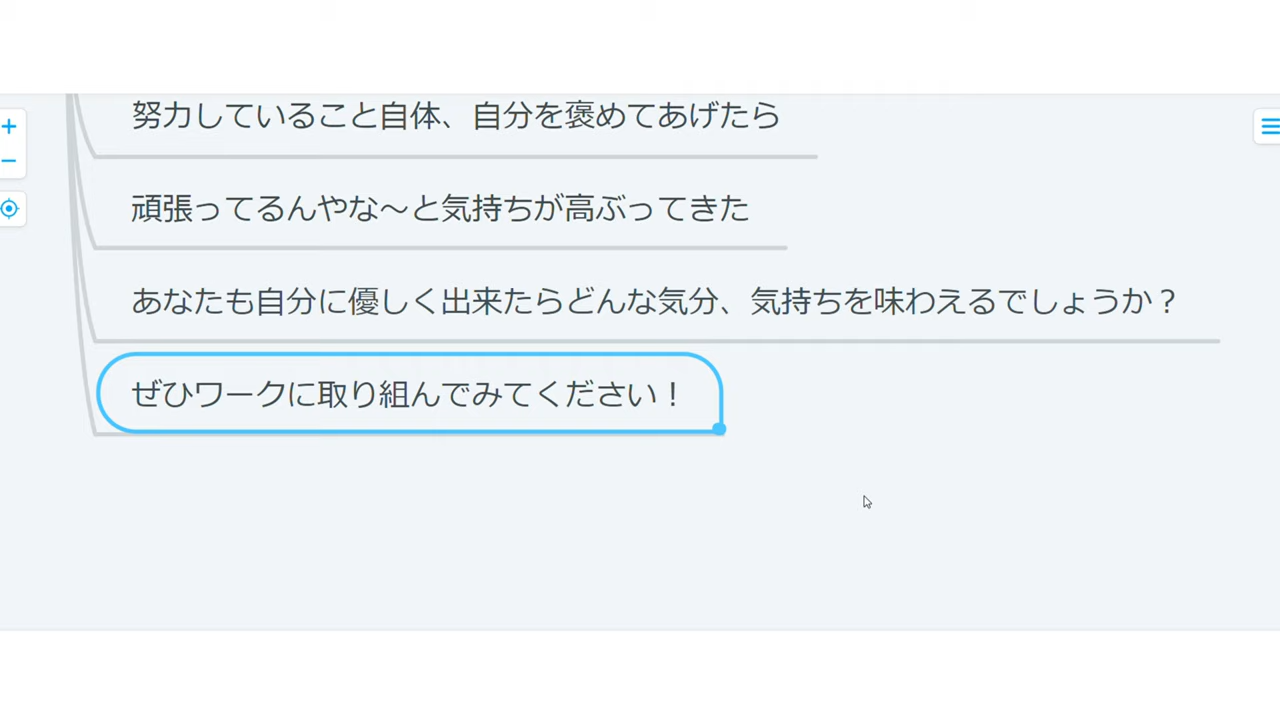 努力していること自体、自分を褒めてあげたら
頑張ってるんやな〜と気持ちが高ぶってきた
あなたも自分に優しく出来たらどんな気分、気持ちを味わえるでしょうか？
ぜひワークに取り組んでみてください！